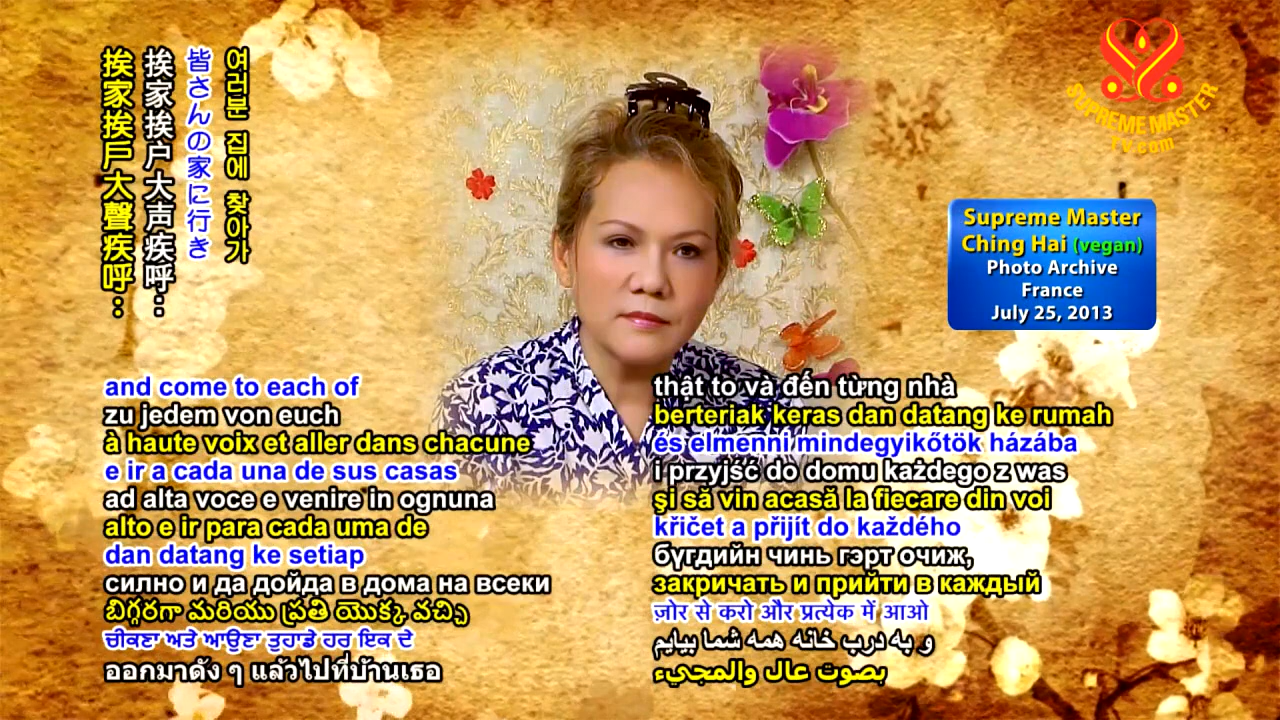 挨家挨戶大聲疾呼：
挨家挨户大声疾呼：
皆さんの家に行き
여러분 집에 찾아가
SUPREME MASTER
TV.com
Supreme Master
Ching Hai (vegan)
Photo Archive
France
July 25, 2013
and come to each of
zu jedem von euch
à haute voix et aller dans chacune
e ir a cada una de sus casas
ad alta voce e venire in ognuna
alto e ir para cada uma de
dan datang ke setiap
силно и да дойда в дома на всеки
బిగ్గరగా మరియు ప్రతి యొక్క వచ్చి
ਚੀਕਣਾ ਅਤੇ ਆਉਣਾ ਤੁਹਾਡੇ ਹਰ ਇਕ ਦੇ
ออกมาดัง ๆ แล้วไปที่บ้านเธอ
thật to và đến từng nhà
berteriak keras dan datang ke rumah
és elmenni mindegyikőtök házába
i przyjść do domu każdego z was
şi să vin acasă la fiecare din voi
křičet a přijít do každého
бүгдийн чинь гэрт очиж,
закричать и прийти в каждый
ज़ोर से करो और प्रत्येक में आओ
و به درب خانه همه شما بیایم
بصوت عال والمجيء